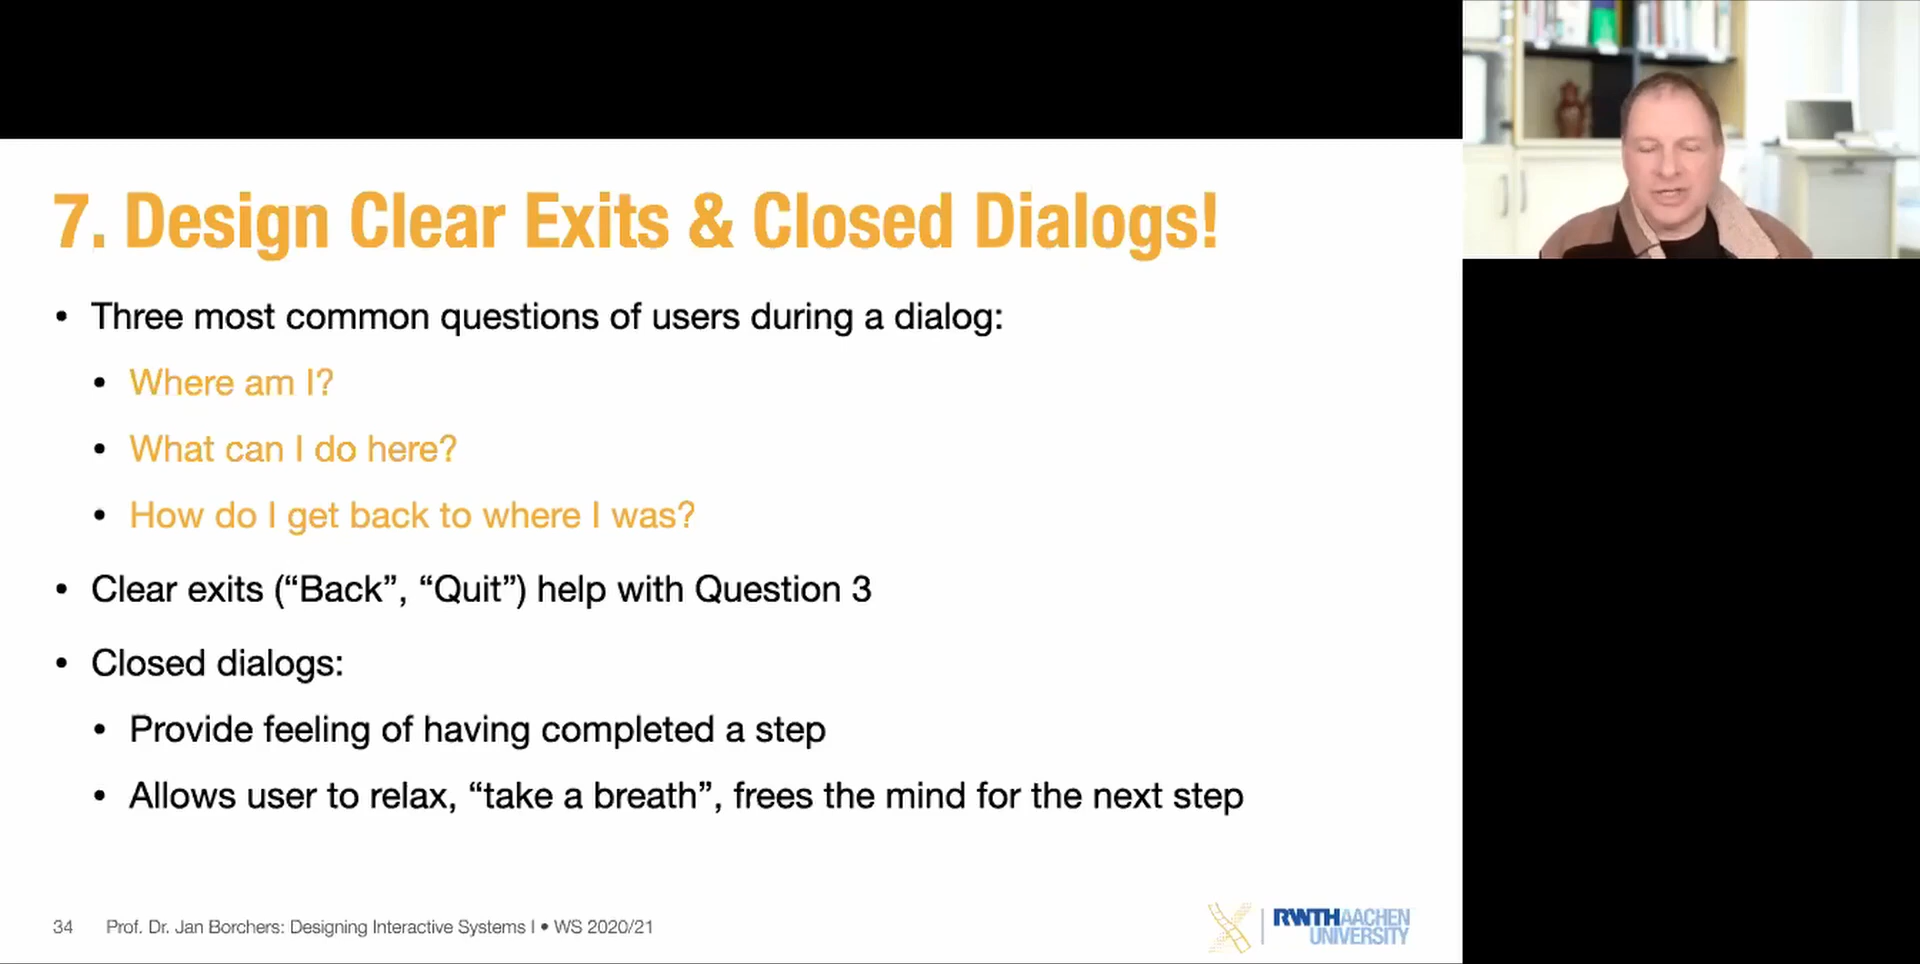 7. Design Clear Exits & Closed Dialogs!
• Three most common questions of users during a dialog:
• Where am I?
• What can I do here?
• How do I get back to where I was?
• Clear exits (“Back”, “Quit”) help with Question 3
• Closed dialogs:
• Provide feeling of having completed a step
• Allows user to relax, “take a breath”, frees the mind for the next step
34 Prof. Dr. Jan Borchers: Designing Interactive Systems I • WS 2020/21
RWTHAACHEN
UNIVERSITY